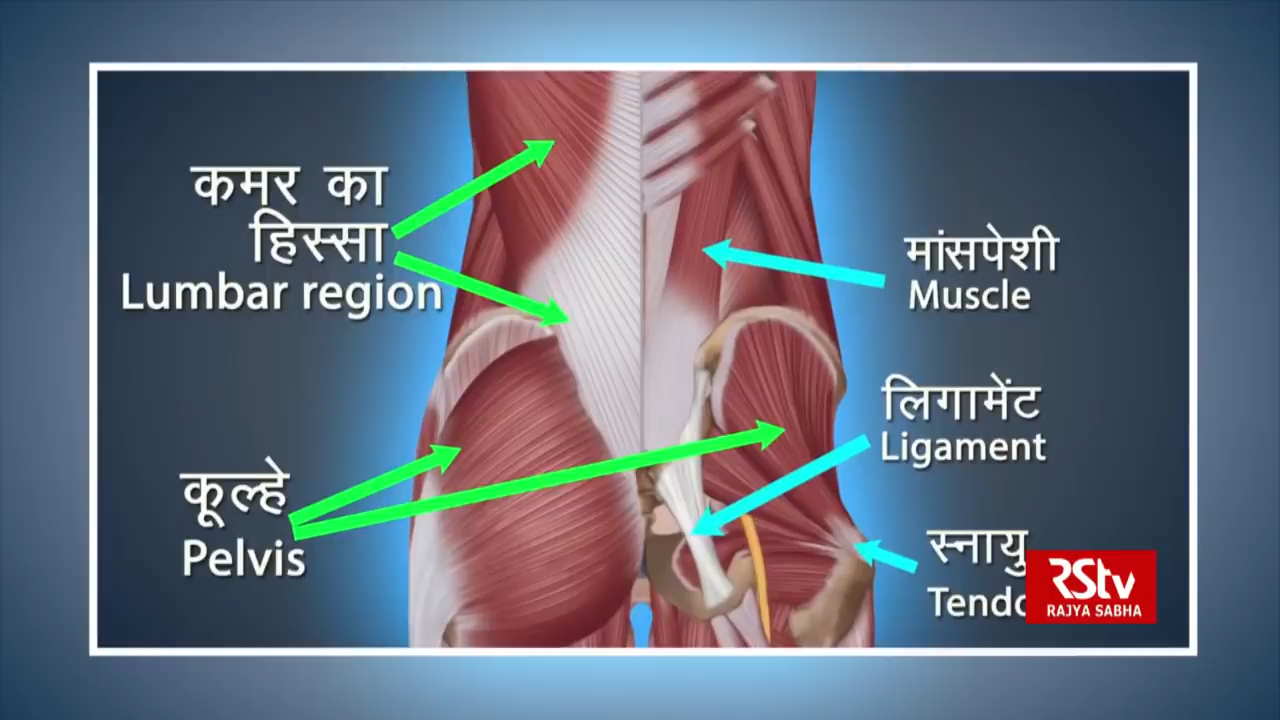 कमर का
हिस्सा
Lumbar region
कूल्हे
Pelvis
मांसपेशी
Muscle
लिगामेंट
Ligament
स्नायु
RStv
RAJYA SABHA